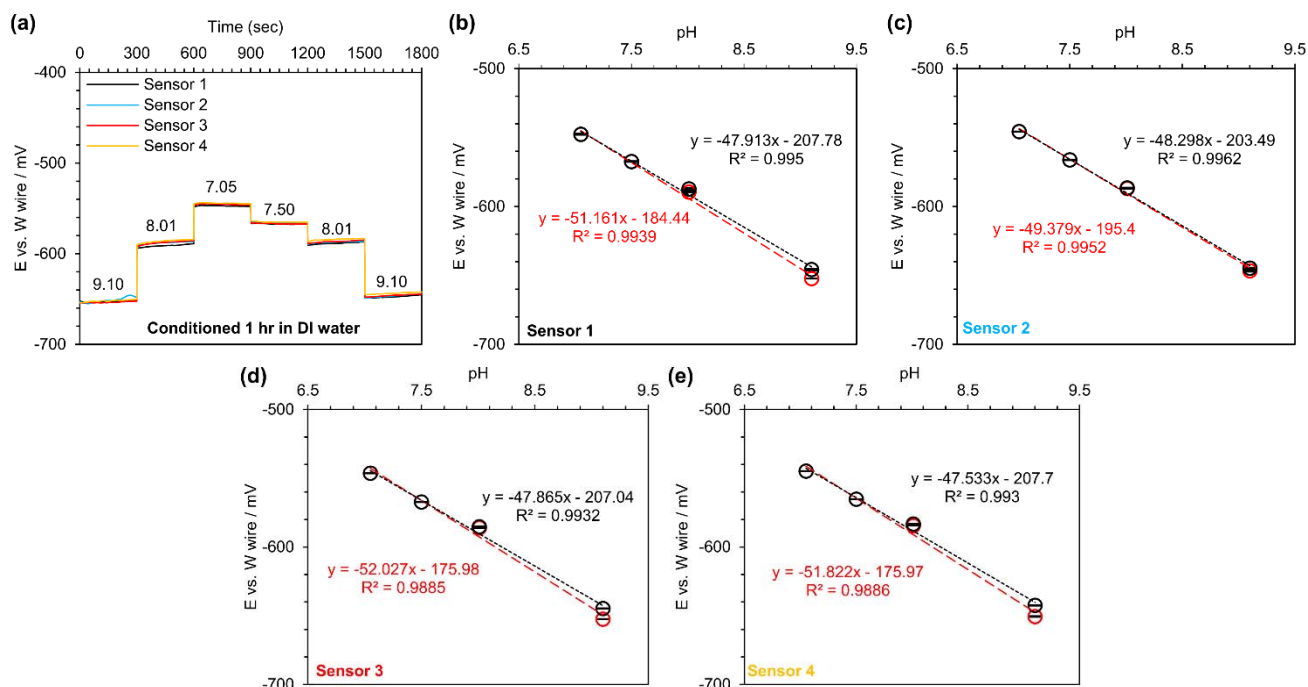 (a)
Time (sec)
0 300 600 900 1200 1500 1800
-400
-500
-600
-700
E vs. W wire / mV
Sensor 1
Sensor 2
Sensor 3
Sensor 4
9.10
8.01
7.05
7.50
8.01
9.10
Conditioned 1 hr in DI water
(b)
pH
6.5 7.5 8.5 9.5
-500
-600
-700
E vs. W wire / mV
y = -47.913x - 207.78
R² = 0.995
y = -51.161x - 184.44
R² = 0.9939
Sensor 1
(c)
pH
6.5 7.5 8.5 9.5
-500
-600
-700
E vs. W wire / mV
y = -48.298x - 203.49
R² = 0.9962
y = -49.379x - 195.4
R² = 0.9952
Sensor 2
(d)
pH
6.5 7.5 8.5 9.5
-500
-600
-700
E vs. W wire / mV
y = -47.865x - 207.04
R² = 0.9932
y = -52.027x - 175.98
R² = 0.9885
Sensor 3
(e)
pH
6.5 7.5 8.5 9.5
-500
-600
-700
E vs. W wire / mV
y = -47.533x - 207.7
R² = 0.993
y = -51.822x - 175.97
R² = 0.9886
Sensor 4